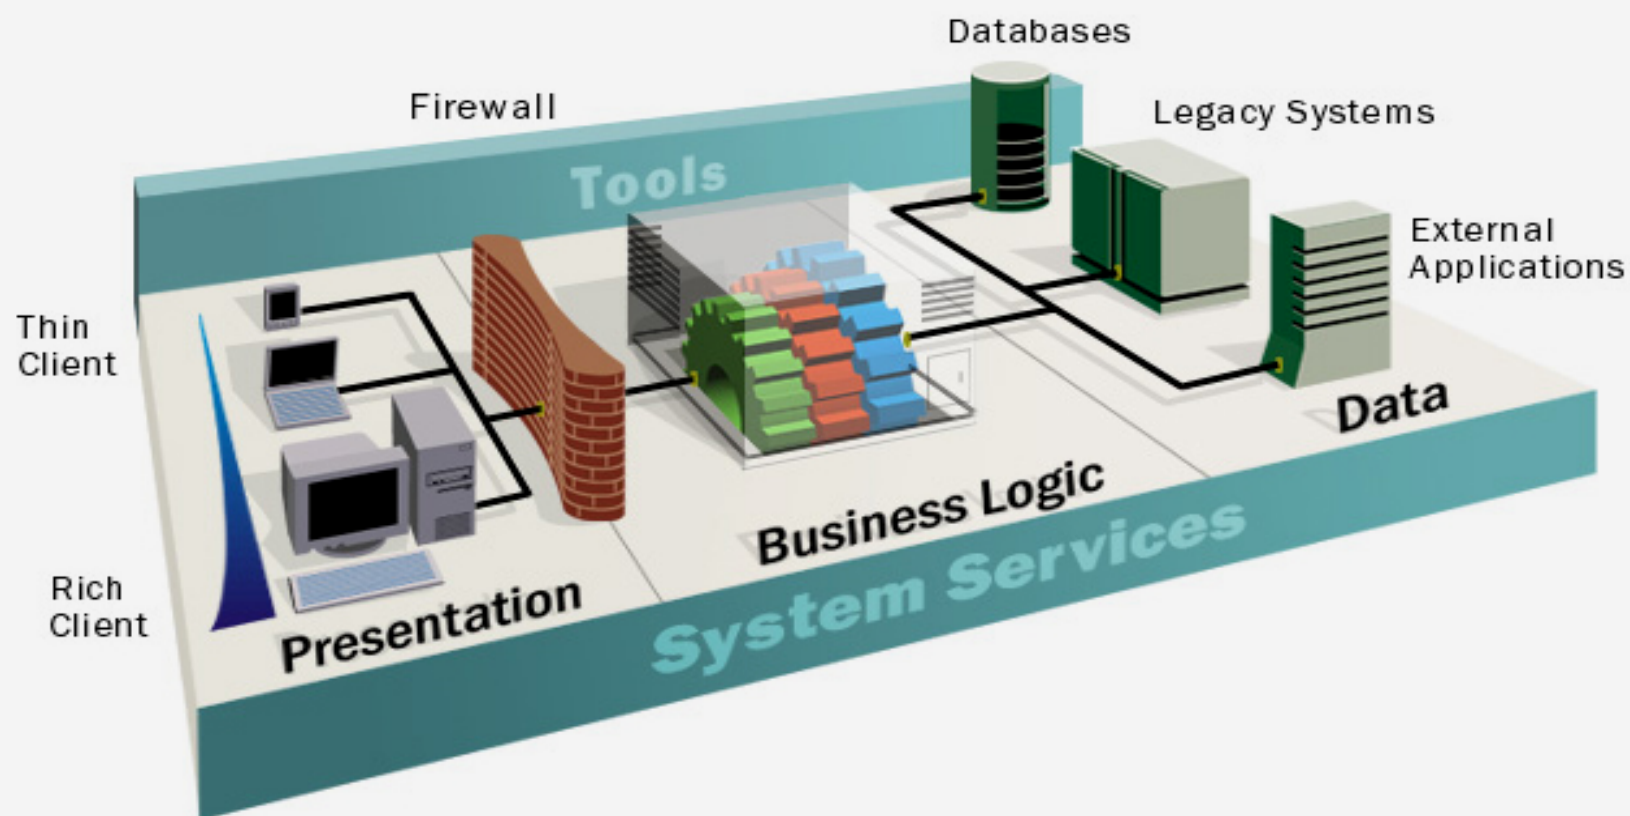 Databases
Firewall
Legacy Systems
Tools
External
Applications
Thin
Client
Data
Business Logic
System Services
Rich
Client
Presentation